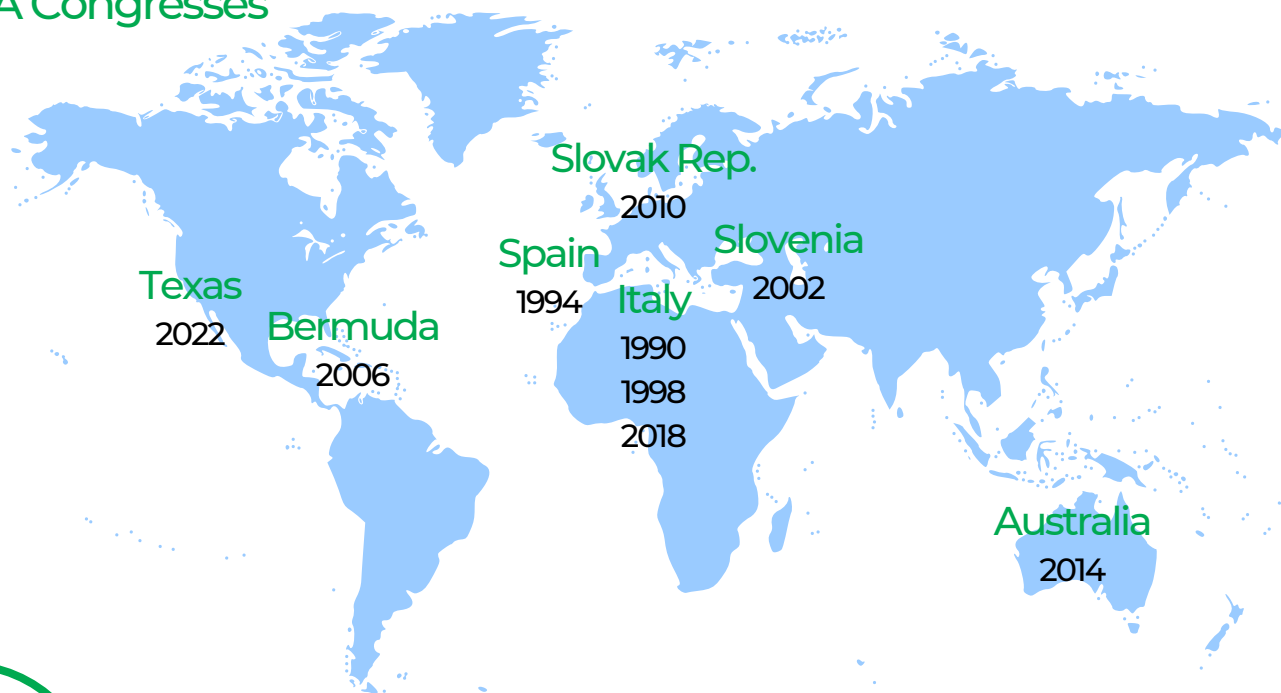 A Congresses
Slovak Rep.
2010
Slovenia
2002
Spain
1994
Italy
1990
1998
2018
Texas
2022
Bermuda
2006
Australia
2014